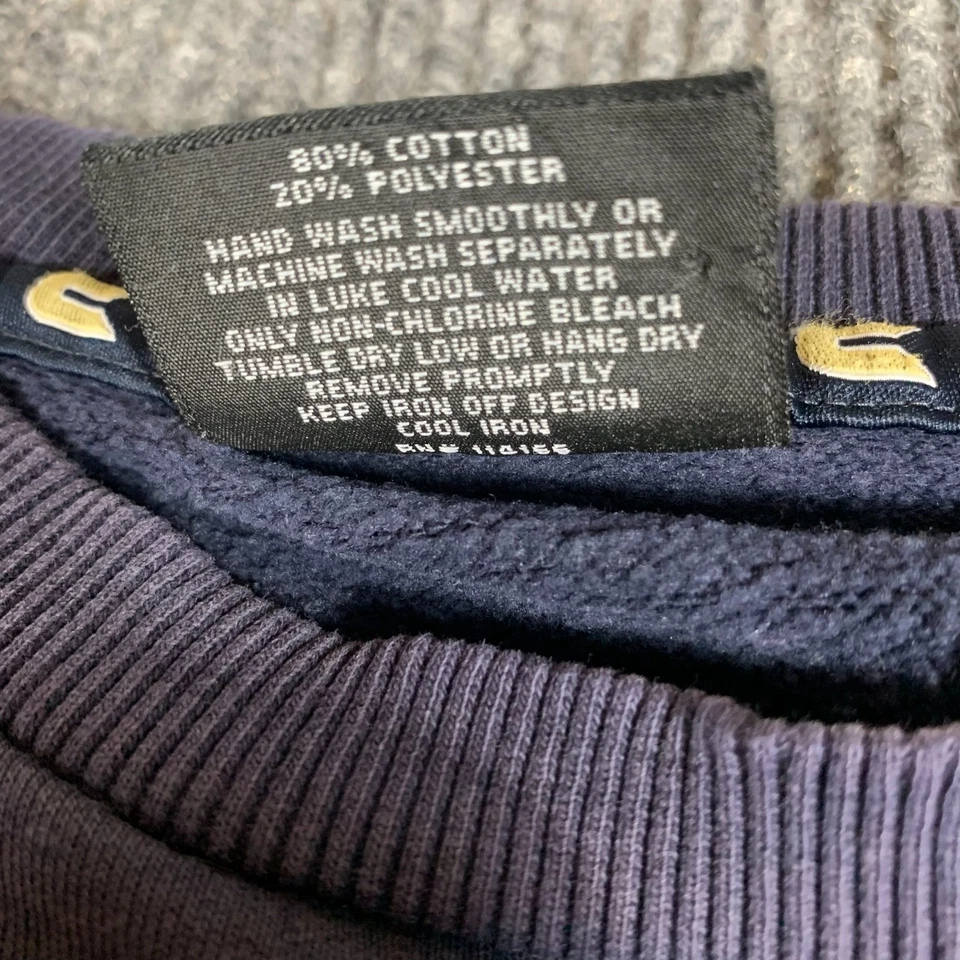 80% COTTON
20% POLYESTER
HAND WASH SMOOTHLY OR
MACHINE WASH SEPARATELY
IN LUKE COOL WATER
ONLY NON-CHLORINE BLEACH
TUMBLE DRY LOW OR HANG DRY
REMOVE PROMPTLY
KEEP IRON OFF DESIGN
COOL IRON
RN#